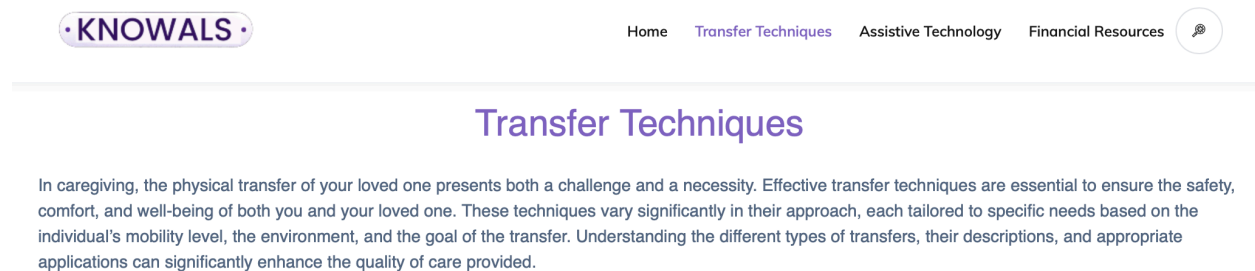 · KNOWALS ·
Home Transfer Techniques Assistive Technology Financial Resources
Transfer Techniques
In caregiving, the physical transfer of your loved one presents both a challenge and a necessity. Effective transfer techniques are essential to ensure the safety,
comfort, and well-being of both you and your loved one. These techniques vary significantly in their approach, each tailored to specific needs based on the
individual’s mobility level, the environment, and the goal of the transfer. Understanding the different types of transfers, their descriptions, and appropriate
applications can significantly enhance the quality of care provided.